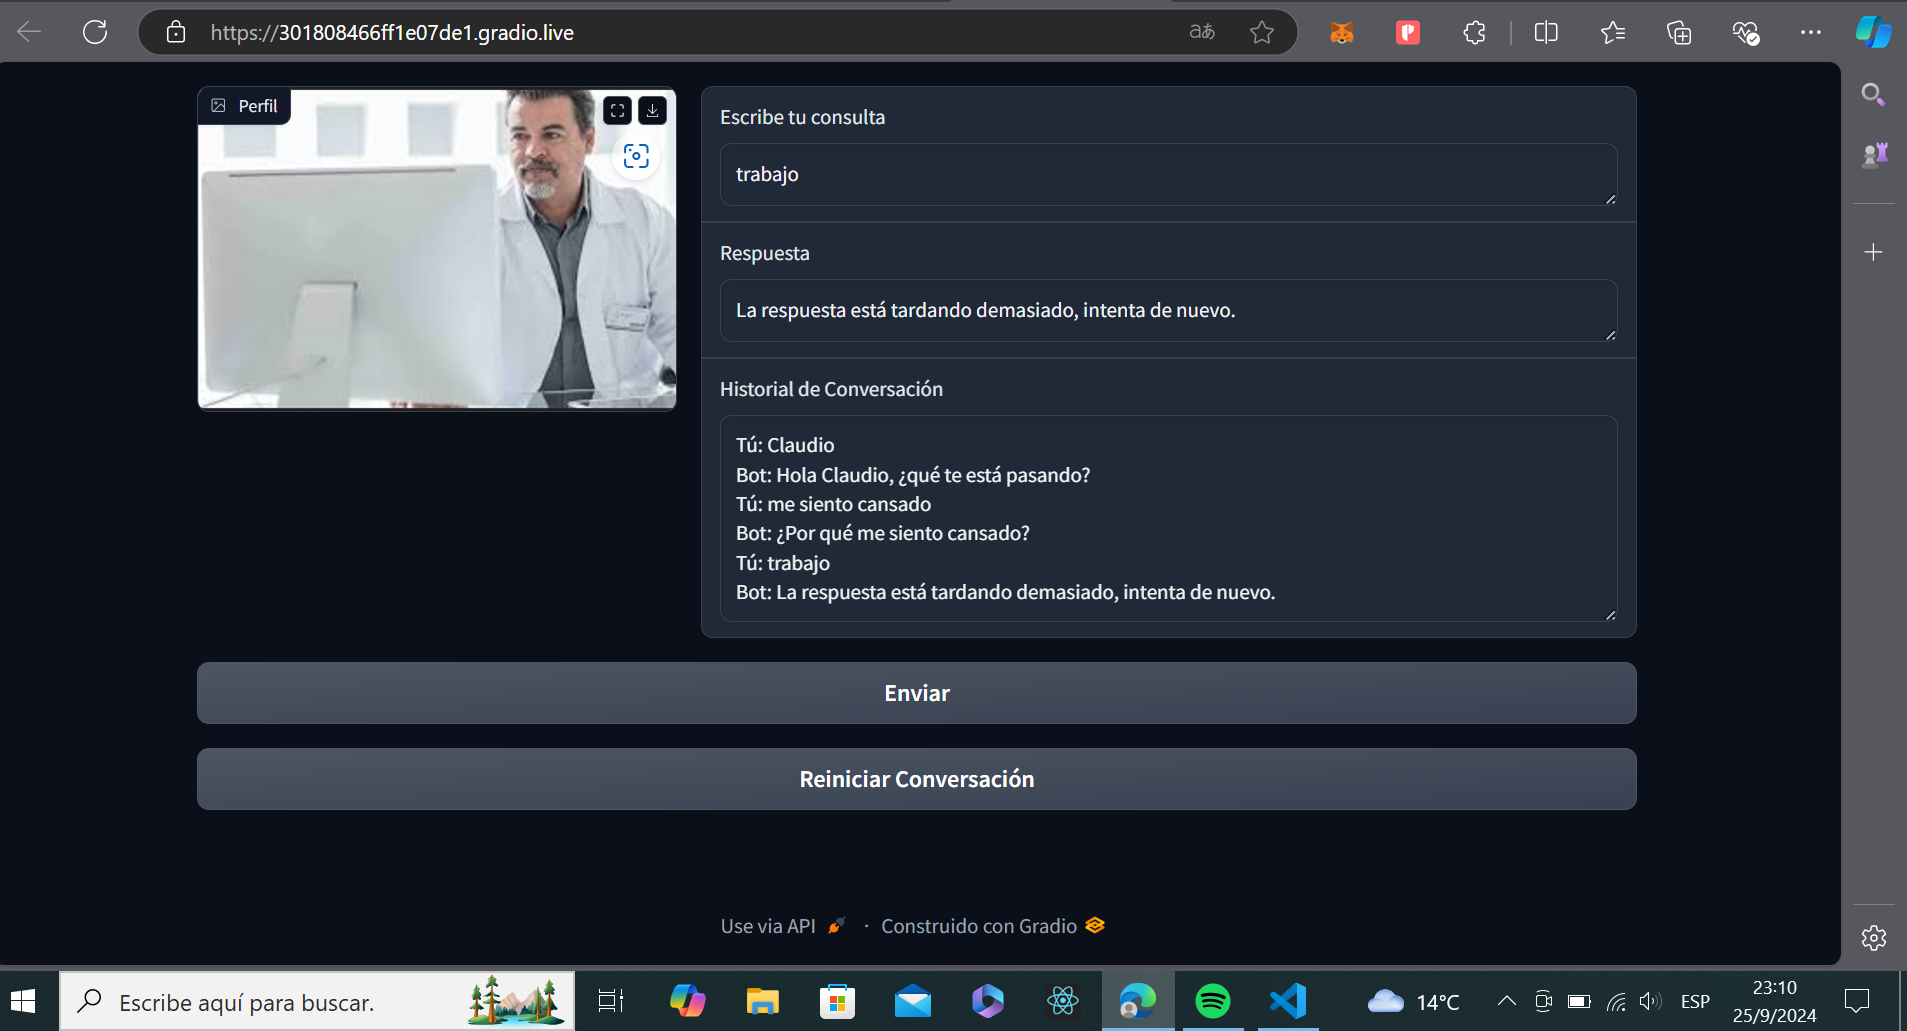 https://301808466ff1e07de1.gradio.live
aあ
Perfil
Escribe tu consulta
trabajo
Respuesta
La respuesta está tardando demasiado, intenta de nuevo.
Historial de Conversación
Tú: Claudio
Bot: Hola Claudio, ¿qué te está pasando?
Tú: me siento cansado
Bot: ¿Por qué me siento cansado?
Tú: trabajo
Bot: La respuesta está tardando demasiado, intenta de nuevo.
Enviar
Reiniciar Conversación
Use via API · Construido con Gradio
Escribe aquí para buscar.
14°C
ESP
23:10
25/9/2024